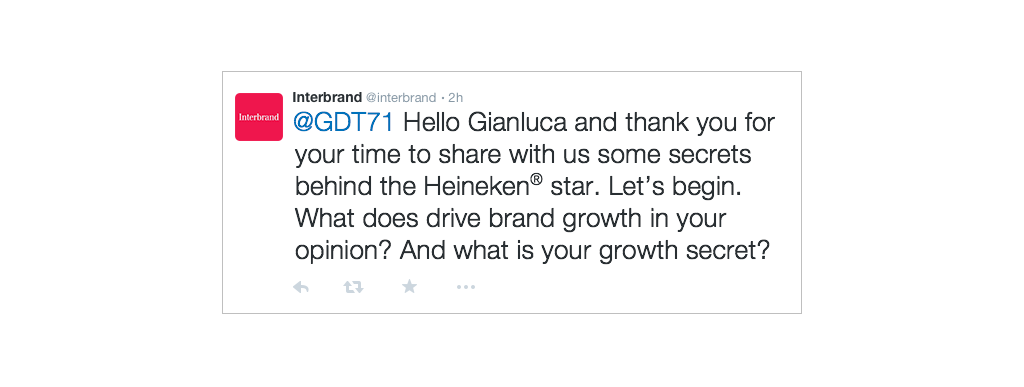 Interbrand @interbrand · 2h
Interbrand
@GDT71 Hello Gianluca and thank you for
your time to share with us some secrets
behind the Heineken® star. Let’s begin.
What does drive brand growth in your
opinion? And what is your growth secret?